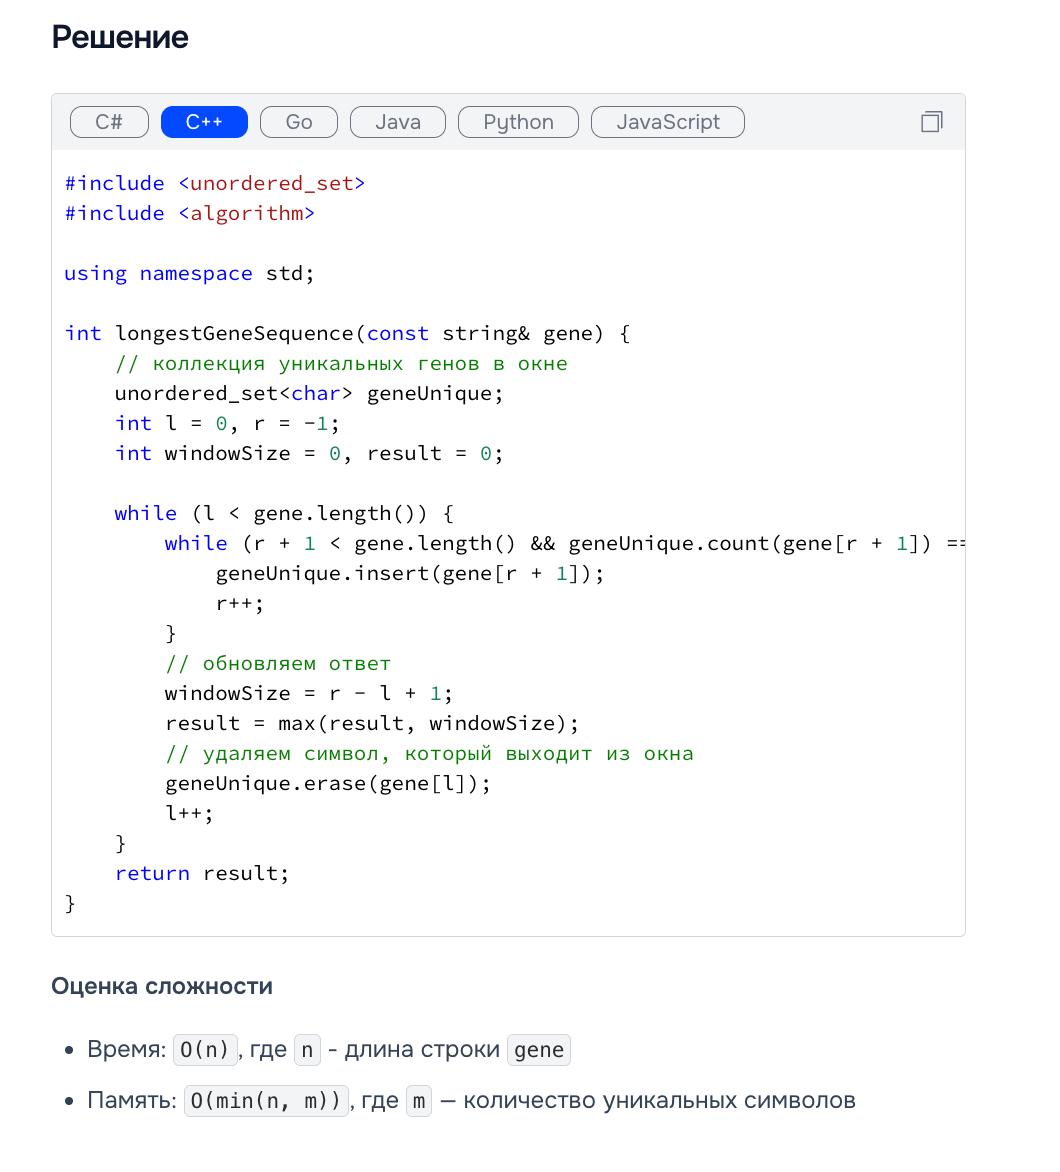 Решение
C# C++ Go Java Python JavaScript
#include <unordered_set>
#include <algorithm>
using namespace std;
int longestGeneSequence(const string& gene) {
// коллекция уникальных генов в окне
unordered_set<char> geneUnique;
int l = 0, r = -1;
int windowSize = 0, result = 0;
while (l < gene.length()) {
while (r + 1 < gene.length() && geneUnique.count(gene[r + 1]) ==
geneUnique.insert(gene[r + 1]);
r++;
}
// обновляем ответ
windowSize = r - l + 1;
result = max(result, windowSize);
// удаляем символ, который выходит из окна
geneUnique.erase(gene[l]);
l++;
}
return result;
}
Оценка сложности
• Время: O(n), где n - длина строки gene
• Память: O(min(n, m)), где m — количество уникальных символов